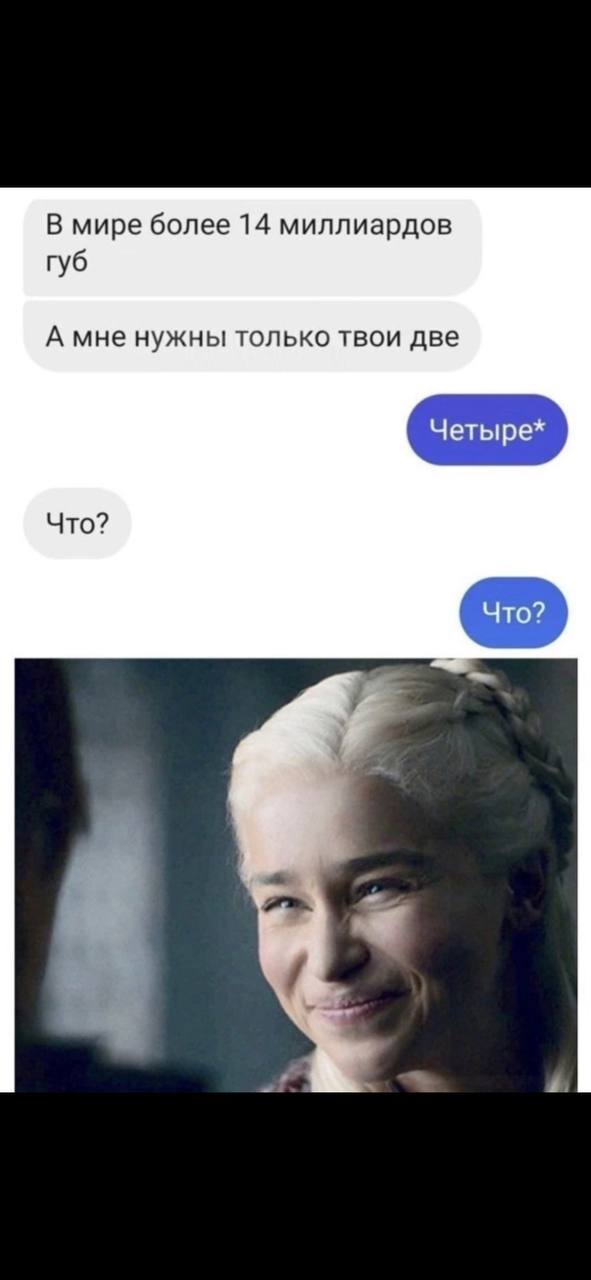 В мире более 14 миллиардов
губ
А мне нужны только твои две
Четыре*
Что?
Что?